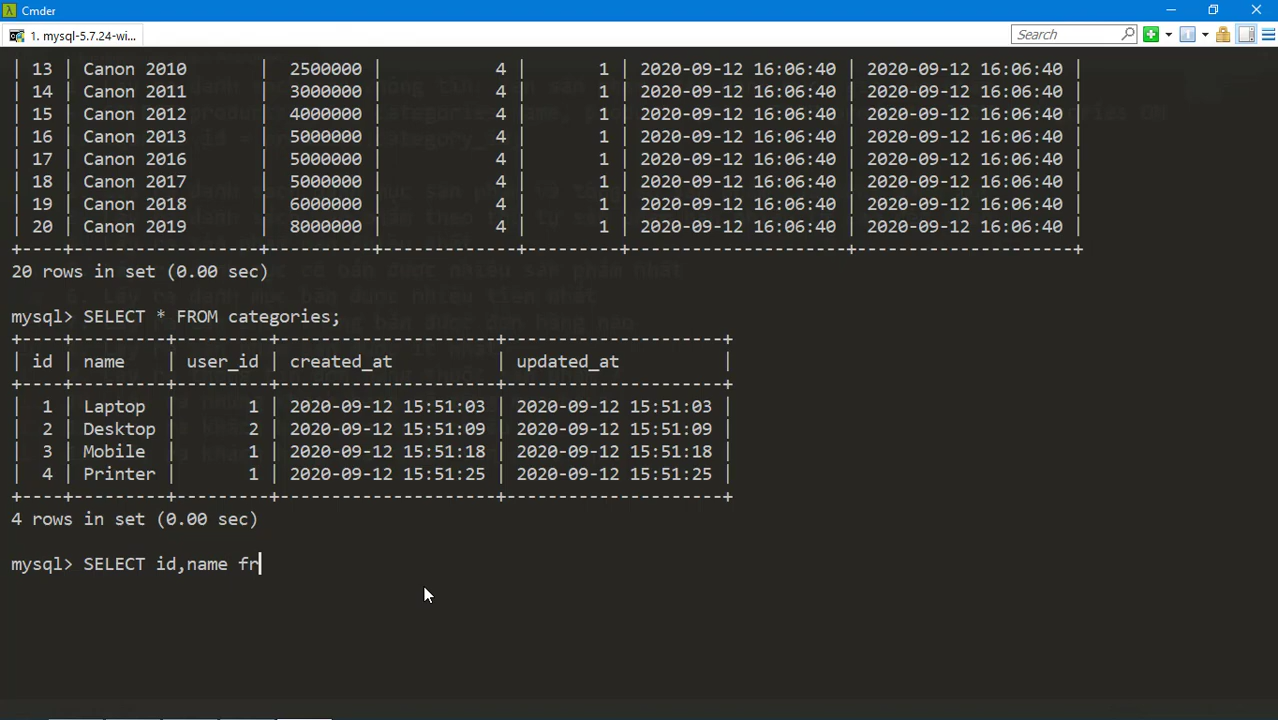 Cmder
1. mysql-5.7.24-wi...
Search
| 13 | Canon 2010 | 2500000 | 4 | 1 | 2020-09-12 16:06:40 | 2020-09-12 16:06:40 |
| 14 | Canon 2011 | 3000000 | 4 | 1 | 2020-09-12 16:06:40 | 2020-09-12 16:06:40 |
| 15 | Canon 2012 | 4000000 | 4 | 1 | 2020-09-12 16:06:40 | 2020-09-12 16:06:40 |
| 16 | Canon 2013 | 5000000 | 4 | 1 | 2020-09-12 16:06:40 | 2020-09-12 16:06:40 |
| 17 | Canon 2016 | 5000000 | 4 | 1 | 2020-09-12 16:06:40 | 2020-09-12 16:06:40 |
| 18 | Canon 2017 | 5000000 | 4 | 1 | 2020-09-12 16:06:40 | 2020-09-12 16:06:40 |
| 19 | Canon 2018 | 6000000 | 4 | 1 | 2020-09-12 16:06:40 | 2020-09-12 16:06:40 |
| 20 | Canon 2019 | 8000000 | 4 | 1 | 2020-09-12 16:06:40 | 2020-09-12 16:06:40 |
20 rows in set (0.00 sec)
mysql> SELECT * FROM categories;
| id | name | user_id | created_at | updated_at |
| 1 | Laptop | 1 | 2020-09-12 15:51:03 | 2020-09-12 15:51:03 |
| 2 | Desktop | 2 | 2020-09-12 15:51:09 | 2020-09-12 15:51:09 |
| 3 | Mobile | 1 | 2020-09-12 15:51:18 | 2020-09-12 15:51:18 |
| 4 | Printer | 1 | 2020-09-12 15:51:25 | 2020-09-12 15:51:25 |
4 rows in set (0.00 sec)
mysql> SELECT id,name fr